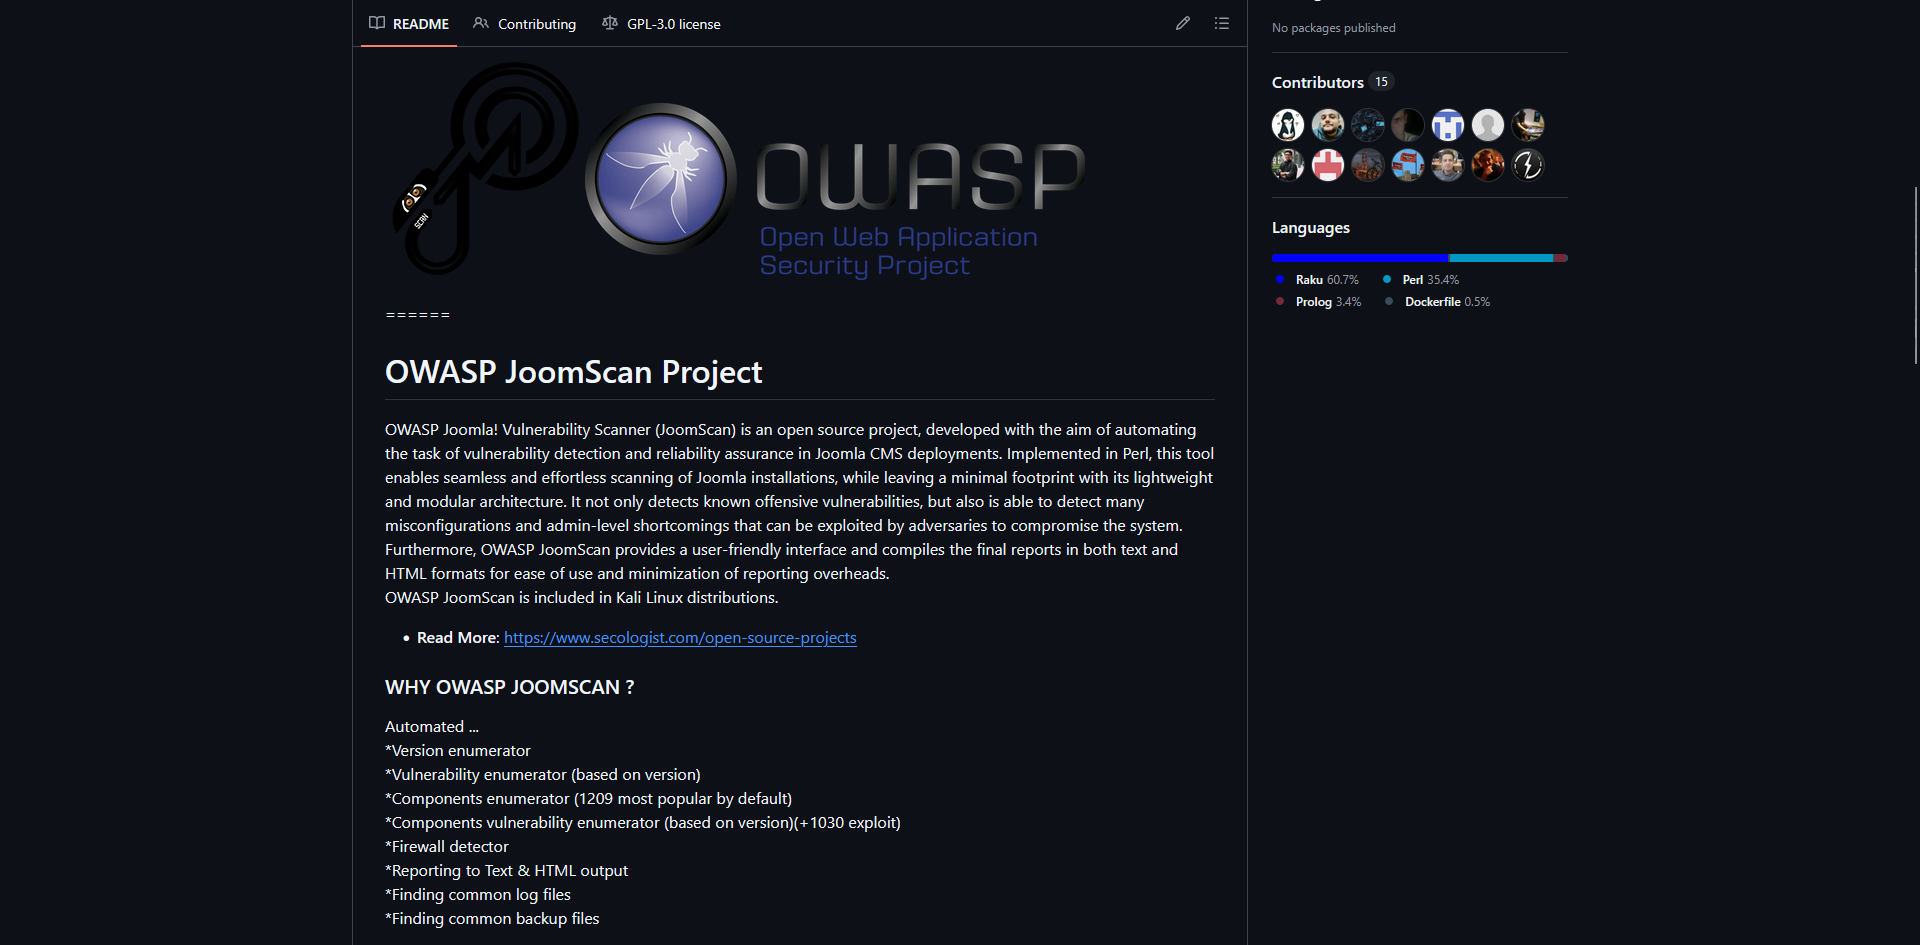 README
Contributing
GPL-3.0 license
SCAN
OWASP
Open Web Application
Security Project
======
OWASP JoomScan Project
OWASP Joomla! Vulnerability Scanner (JoomScan) is an open source project, developed with the aim of automating
the task of vulnerability detection and reliability assurance in Joomla CMS deployments. Implemented in Perl, this tool
enables seamless and effortless scanning of Joomla installations, while leaving a minimal footprint with its lightweight
and modular architecture. It not only detects known offensive vulnerabilities, but also is able to detect many
misconfigurations and admin-level shortcomings that can be exploited by adversaries to compromise the system.
Furthermore, OWASP JoomScan provides a user-friendly interface and compiles the final reports in both text and
HTML formats for ease of use and minimization of reporting overheads.
OWASP JoomScan is included in Kali Linux distributions.
• Read More: https://www.secologist.com/open-source-projects
WHY OWASP JOOMSCAN ?
Automated ...
*Version enumerator
*Vulnerability enumerator (based on version)
*Components enumerator (1209 most popular by default)
*Components vulnerability enumerator (based on version)(+1030 exploit)
*Firewall detector
*Reporting to Text & HTML output
*Finding common log files
*Finding common backup files
No packages published
Contributors 15
Languages
Raku 60.7%
Perl 35.4%
Prolog 3.4%
Dockerfile 0.5%